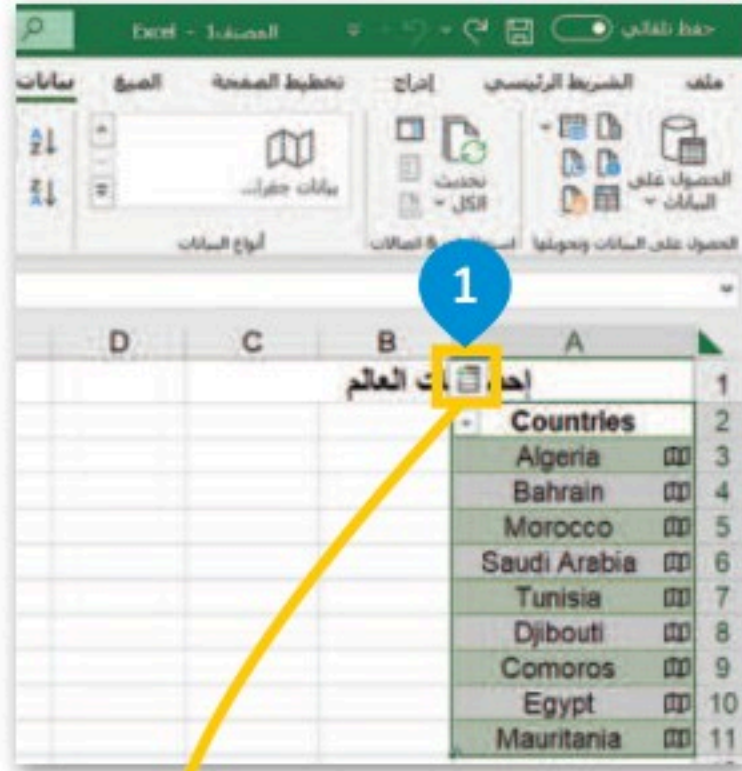 حفظ تلقائي المصنف1 - Excel
ملف الشريط الرئيسي إدراج تخطيط الصفحة الصيغ بيانات
الحصول على البيانات
تحديث الكل
بيانات جغرا...
الحصول على البيانات وتحويلها
أنواع البيانات
1
A B C D
1 العالم
2 Countries
3 Algeria
4 Bahrain
5 Morocco
6 Saudi Arabia
7 Tunisia
8 Djibouti
9 Comoros
10 Egypt
11 Mauritania